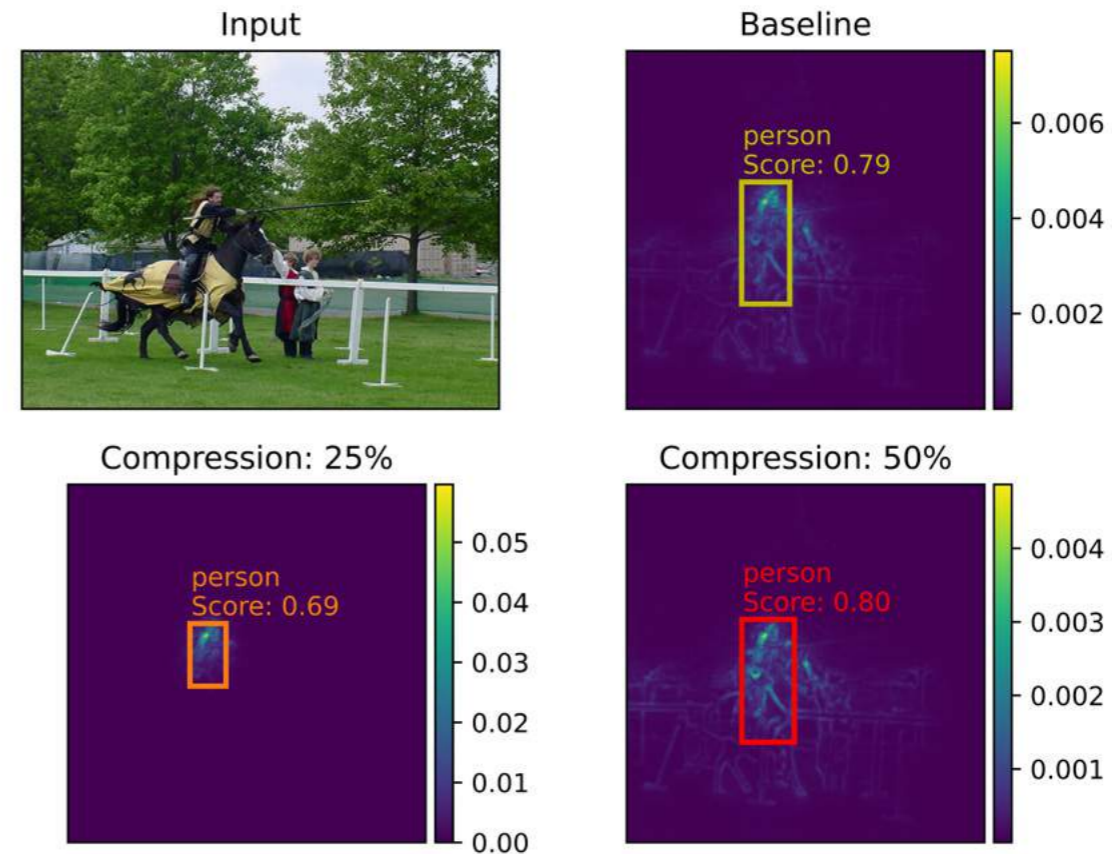 Input
Baseline
person
Score: 0.79
0.006
0.004
0.002
Compression: 25%
person
Score: 0.69
0.05
0.04
0.03
0.02
0.01
0.00
Compression: 50%
person
Score: 0.80
0.004
0.003
0.002
0.001